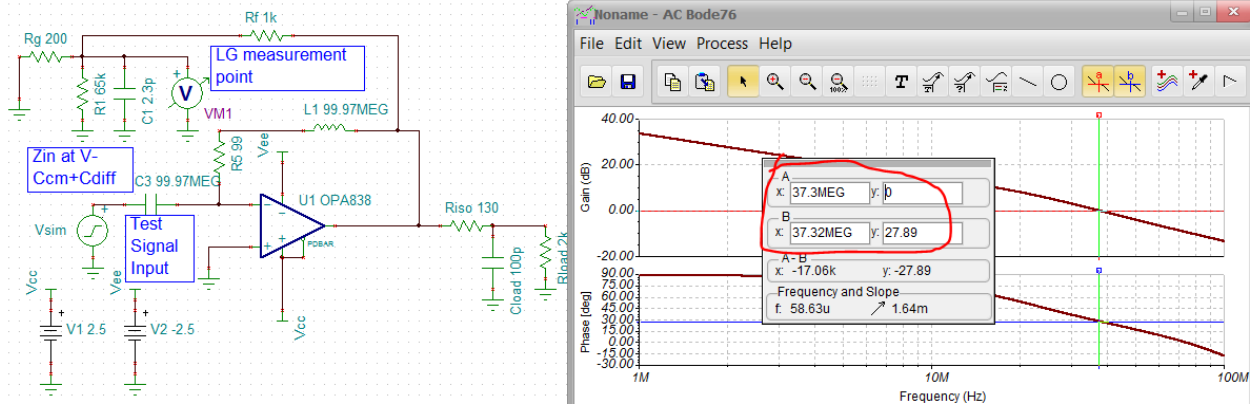 Rf 1k
Rg 200
LG measurement
point
R1 65k
C1 2.3p
V
+
VM1
L1 99.97MEG
R5 99
Vee
Zin at V-
Ccm+Cdiff
C3 99.97MEG
U1 OPA838
PDBAR
Vsim
Test
Signal
Input
Riso 130
Cload 100p
Rload 2k
Vcc
Vee
Vcc
V1 2.5
V2 -2.5
Noname - AC Bode76
File Edit View Process Help
100%
T
a
b
40.00
20.00
0.00
-20.00
Gain (dB)
A
x: 37.3MEG y: 0
B
x: 37.32MEG y: 27.89
A - B
x: -17.06k y: -27.89
Frequency and Slope
f: 58.63u 1.64m
90.00
75.00
60.00
45.00
30.00
15.00
0.00
-15.00
-30.00
Phase [deg]
1M 10M 100M
Frequency (Hz)